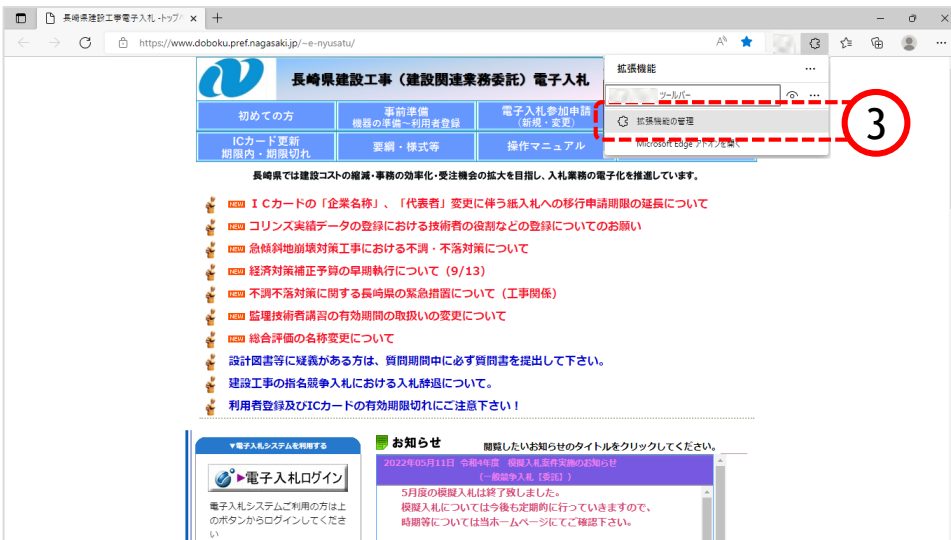 長崎県建設工事電子入札 -トップ
https://www.doboku.pref.nagasaki.jp/~e-nyusatu/
長崎県建設工事（建設関連業務委託）電子入札
拡張機能
ツールバー
拡張機能の管理
Microsoft Edge アドオンを開く
3
初めての方
事前準備
機器の準備～利用者登録
電子入札参加申請
（新規・変更）
ICカード更新
期限内・期限切れ
要綱・様式等
操作マニュアル
長崎県では建設コストの縮減・事務の効率化・受注機会の拡大を目指し、入札業務の電子化を推進しています。
NEW ＩＣカードの「企業名称」、「代表者」変更に伴う紙入札への移行申請期限の延長について
NEW コリンズ実績データの登録における技術者の役割などの登録についてのお願い
NEW 急傾斜地崩壊対策工事における不調・不落対策について
NEW 経済対策補正予算の早期執行について（9/13）
NEW 不調不落対策に関する長崎県の緊急措置について（工事関係）
NEW 監理技術者講習の有効期間の取扱いの変更について
NEW 総合評価の名称変更について
設計図書等に疑義がある方は、質問期間中に必ず質問書を提出して下さい。
建設工事の指名競争入札における入札辞退について。
利用者登録及びICカードの有効期限切れにご注意下さい！
▼電子入札システムを利用する
▶電子入札ログイン
電子入札システムご利用の方は上
のボタンからログインしてくださ
い
お知らせ
閲覧したいお知らせのタイトルをクリックしてください。
2022年05月11日 令和4年度 模擬入札案件実施のお知らせ
（一般競争入札【委託】）
5月度の模擬入札は終了致しました。
模擬入札については今後も定期的に行っていきますので、
時期等については当ホームページにてご確認下さい。